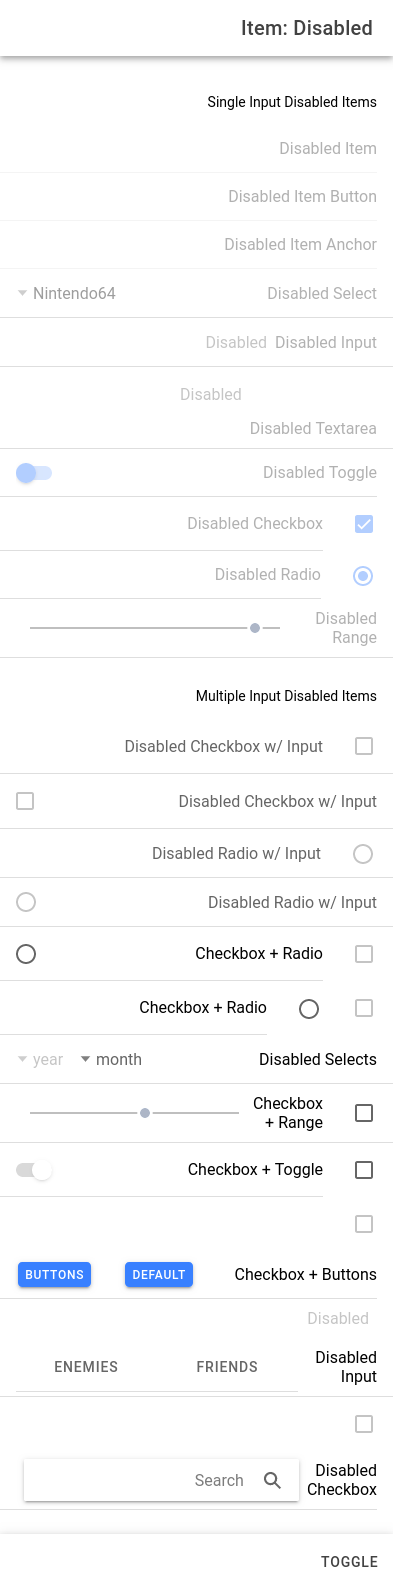 Item: Disabled
Single Input Disabled Items
Disabled Item
Disabled Item Button
Disabled Item Anchor
Disabled Select Nintendo64
Disabled Input Disabled
Disabled
Disabled Textarea
Disabled Toggle
Disabled Checkbox
Disabled Radio
Disabled
Range
Multiple Input Disabled Items
Disabled Checkbox w/ Input
Disabled Checkbox w/ Input
Disabled Radio w/ Input
Disabled Radio w/ Input
Checkbox + Radio
Checkbox + Radio
Disabled Selects month year
Checkbox
+ Range
Checkbox + Toggle
Checkbox + Buttons DEFAULT BUTTONS
Disabled
Disabled
Input
FRIENDS ENEMIES
Disabled
Checkbox
Search
TOGGLE